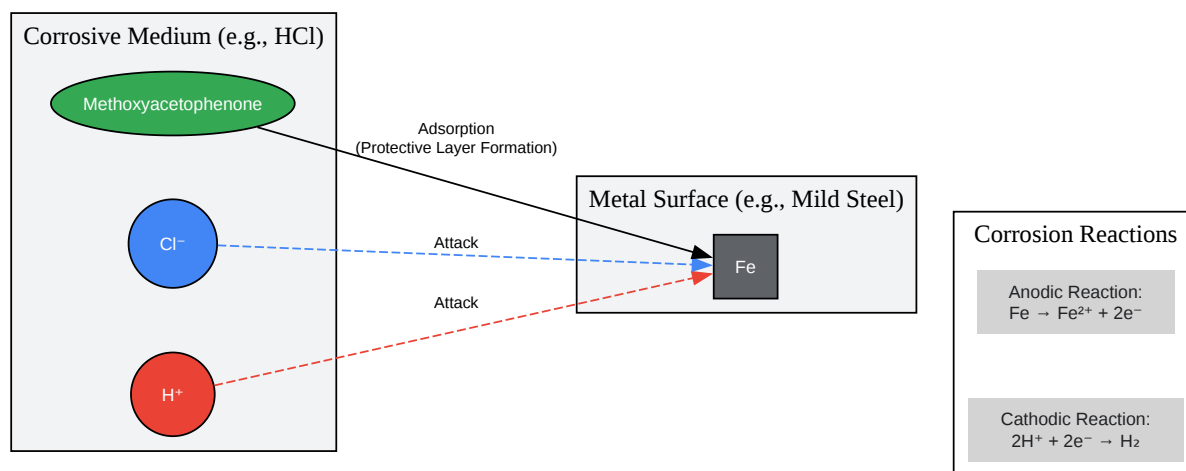 Corrosive Medium (e.g., HCl)
Methoxyacetophenone
Adsorption
(Protective Layer Formation)
Metal Surface (e.g., Mild Steel)
Cl⁻
Attack
Fe
Attack
H⁺
Corrosion Reactions
Anodic Reaction:
Fe → Fe²⁺ + 2e⁻
Cathodic Reaction:
2H⁺ + 2e⁻ → H₂